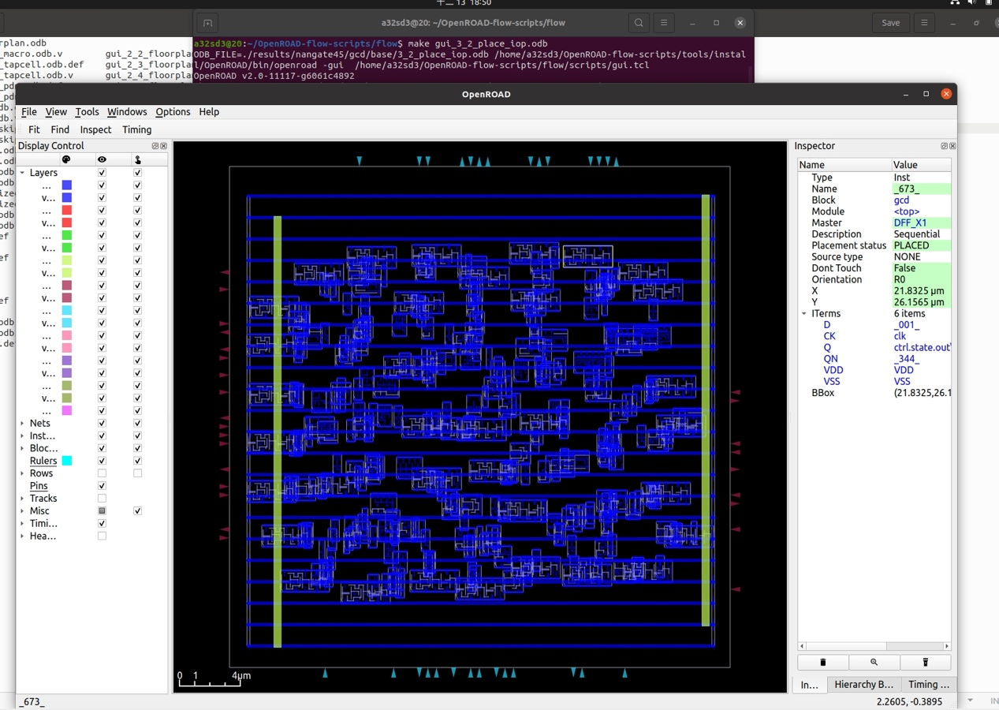 十二 13 18:50
a32sd3@20: ~/OpenROAD-flow-scripts/flow
Save
rplan.odb
_macro.odb.v gui_2_2_floorplan
_tapcell.odb.def gui_2_3_floorplan
_tapcell.odb.v gui_2_4_floorplan
a32sd3@20:~/OpenROAD-flow-scripts/flow$ make gui_3_2_place_iop.odb
ODB_FILE=./results/nangate45/gcd/base/3_2_place_iop.odb /home/a32sd3/OpenROAD-flow-scripts/tools/instal
l/OpenROAD/bin/openroad -gui /home/a32sd3/OpenROAD-flow-scripts/flow/scripts/gui.tcl
OpenROAD v2.0-11117-g6061c4892
OpenROAD
File View Tools Windows Options Help
Fit Find Inspect Timing
Display Control
Layers
...
v...
...
v...
...
v...
...
v...
...
v...
...
v...
...
v...
...
v...
...
v...
...
Nets
Inst...
Bloc...
Rulers
Rows
Pins
Tracks
Misc
Timi...
Hea...
0 1 4μm
Inspector
Name Value
Type Inst
Name _673_
Block gcd
Module <top>
Master DFF_X1
Description Sequential
Placement status PLACED
Source type NONE
Dont Touch False
Orientation R0
X 21.8325 μm
Y 26.1565 μm
ITerms 6 items
D _001_
CK clk
Q ctrl.state.out
QN _344_
VDD VDD
VSS VSS
BBox (21.8325,26.1
In... Hierarchy B... Timing ...
_673_
2.2605, -0.3895
IN